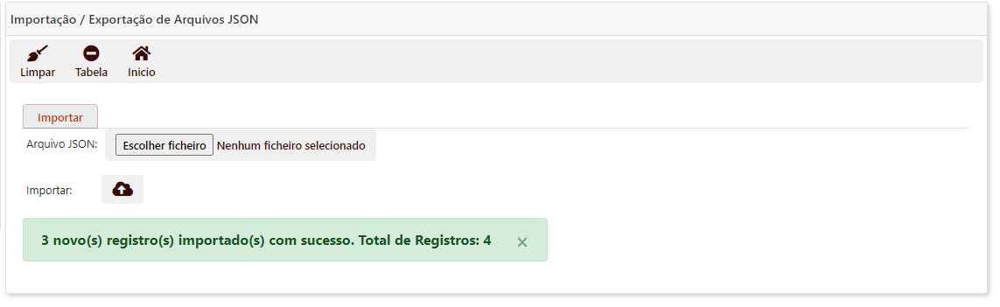 Importação / Exportação de Arquivos JSON
Limpar Tabela Inicio
Importar
Arquivo JSON: Escolher ficheiro Nenhum ficheiro selecionado
Importar:
3 novo(s) registro(s) importado(s) com sucesso. Total de Registros: 4 ×